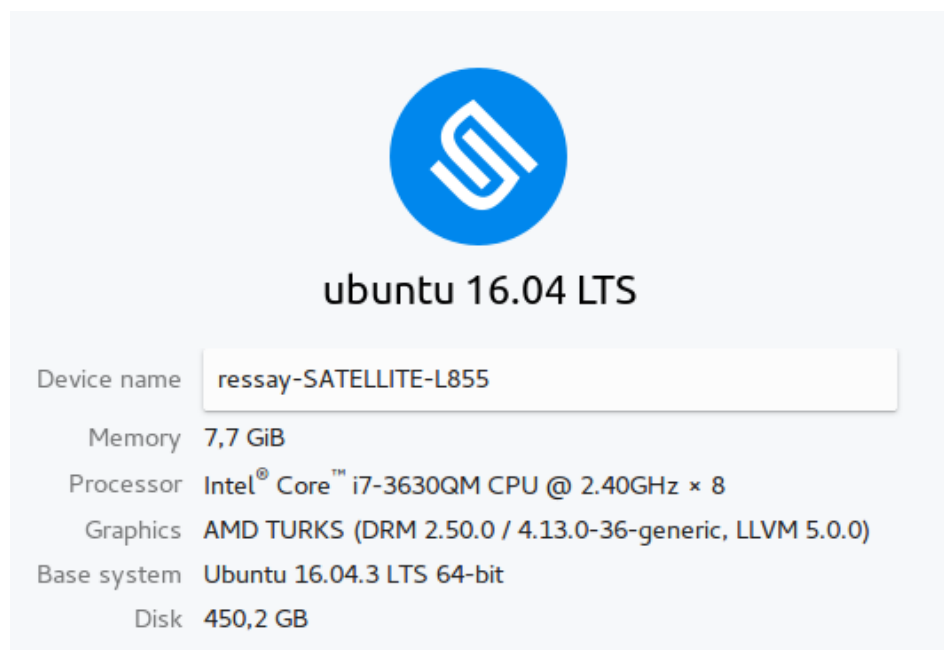 ubuntu 16.04 LTS
Device name ressay-SATELLITE-L855
Memory 7,7 GiB
Processor Intel® Core™ i7-3630QM CPU @ 2.40GHz × 8
Graphics AMD TURKS (DRM 2.50.0 / 4.13.0-36-generic, LLVM 5.0.0)
Base system Ubuntu 16.04.3 LTS 64-bit
Disk 450,2 GB